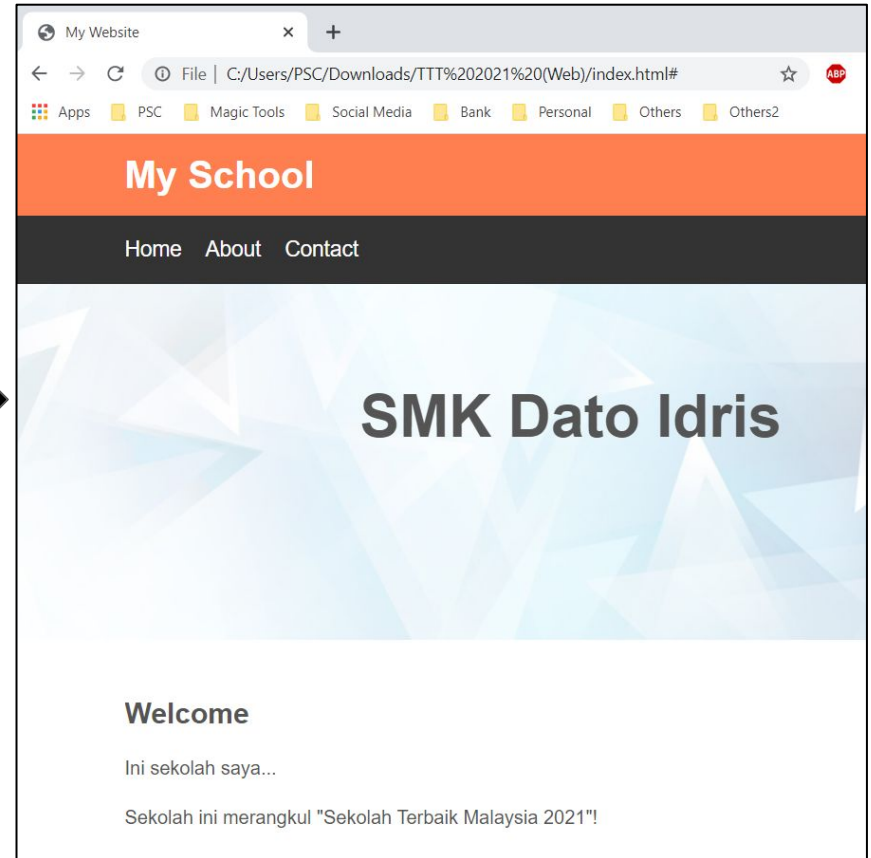 My Website
File | C:/Users/PSC/Downloads/TTT%202021%20(Web)/index.html#
ABP
Apps PSC Magic Tools Social Media Bank Personal Others Others2
My School
Home About Contact
SMK Dato Idris
Welcome
Ini sekolah saya...
Sekolah ini merangkul "Sekolah Terbaik Malaysia 2021"!